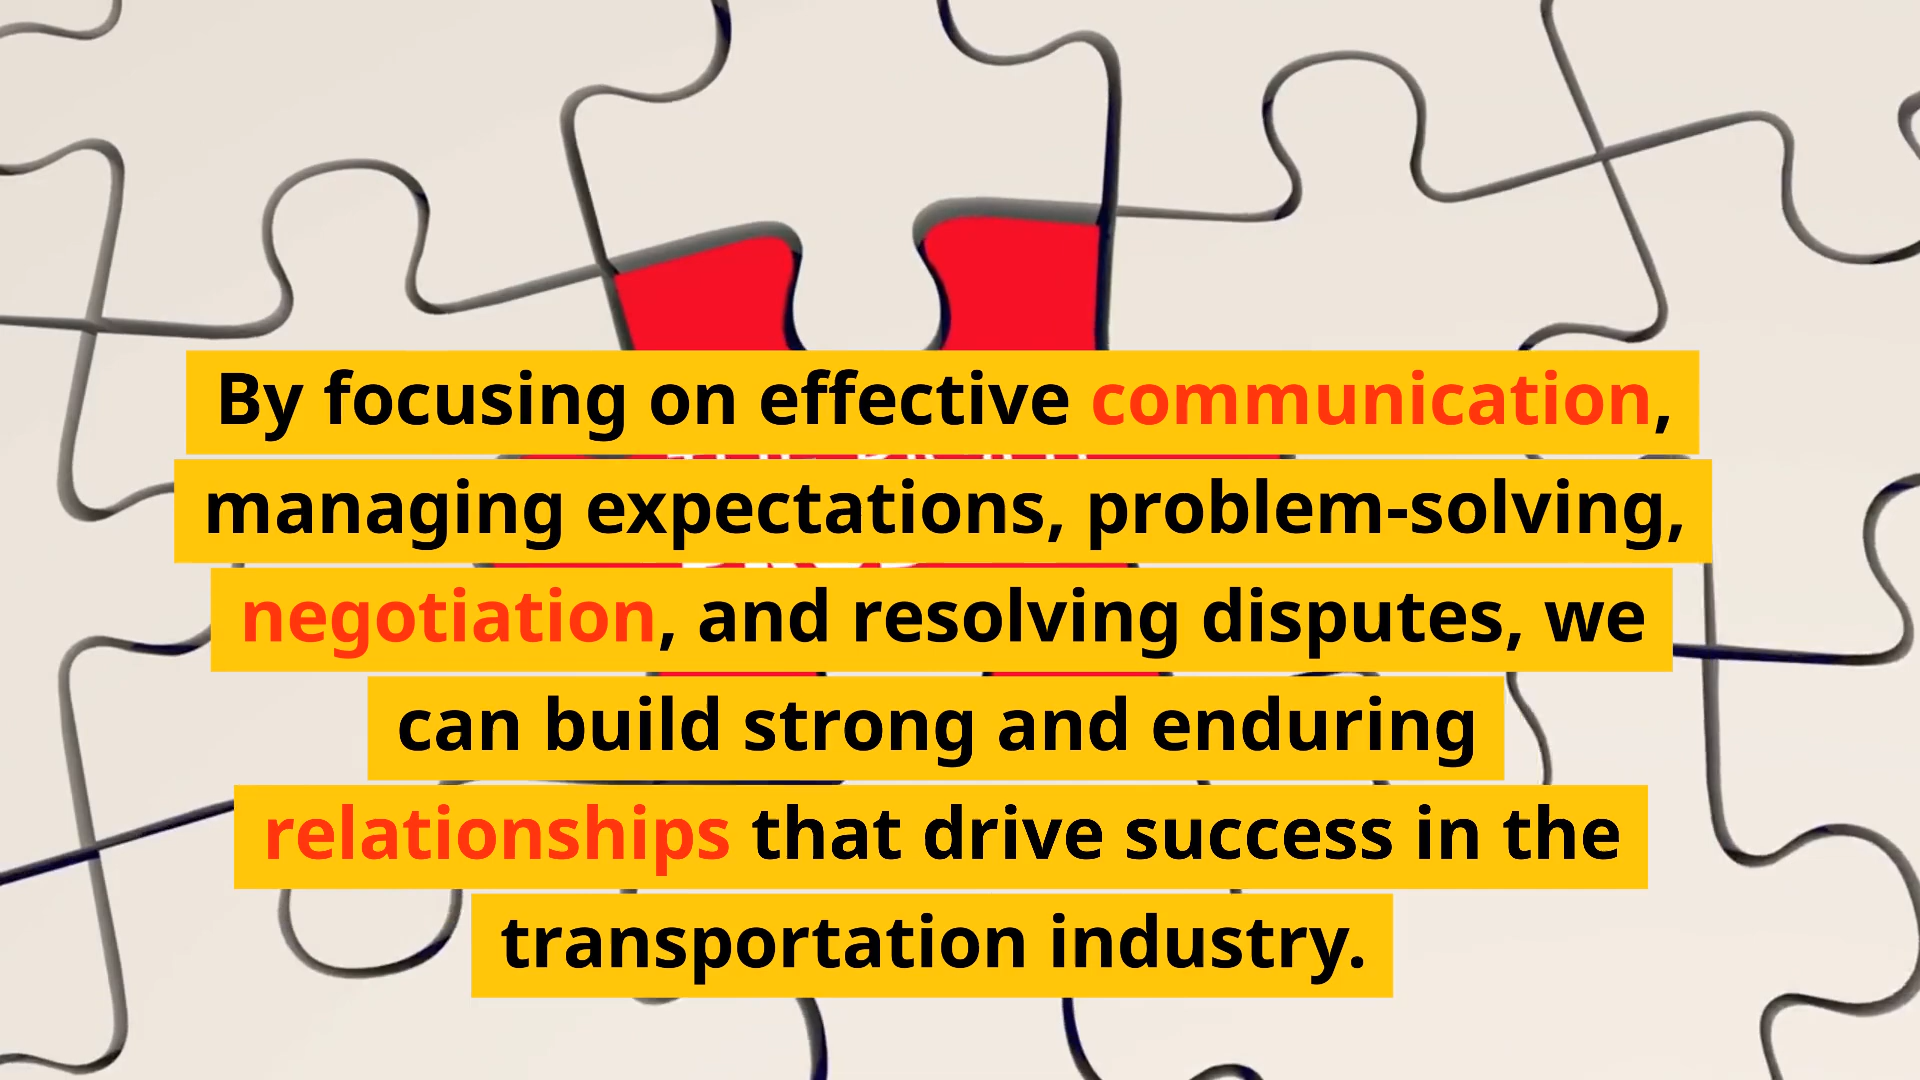 By focusing on effective communication,
managing expectations, problem-solving,
negotiation, and resolving disputes, we
can build strong and enduring
relationships that drive success in the
transportation industry.